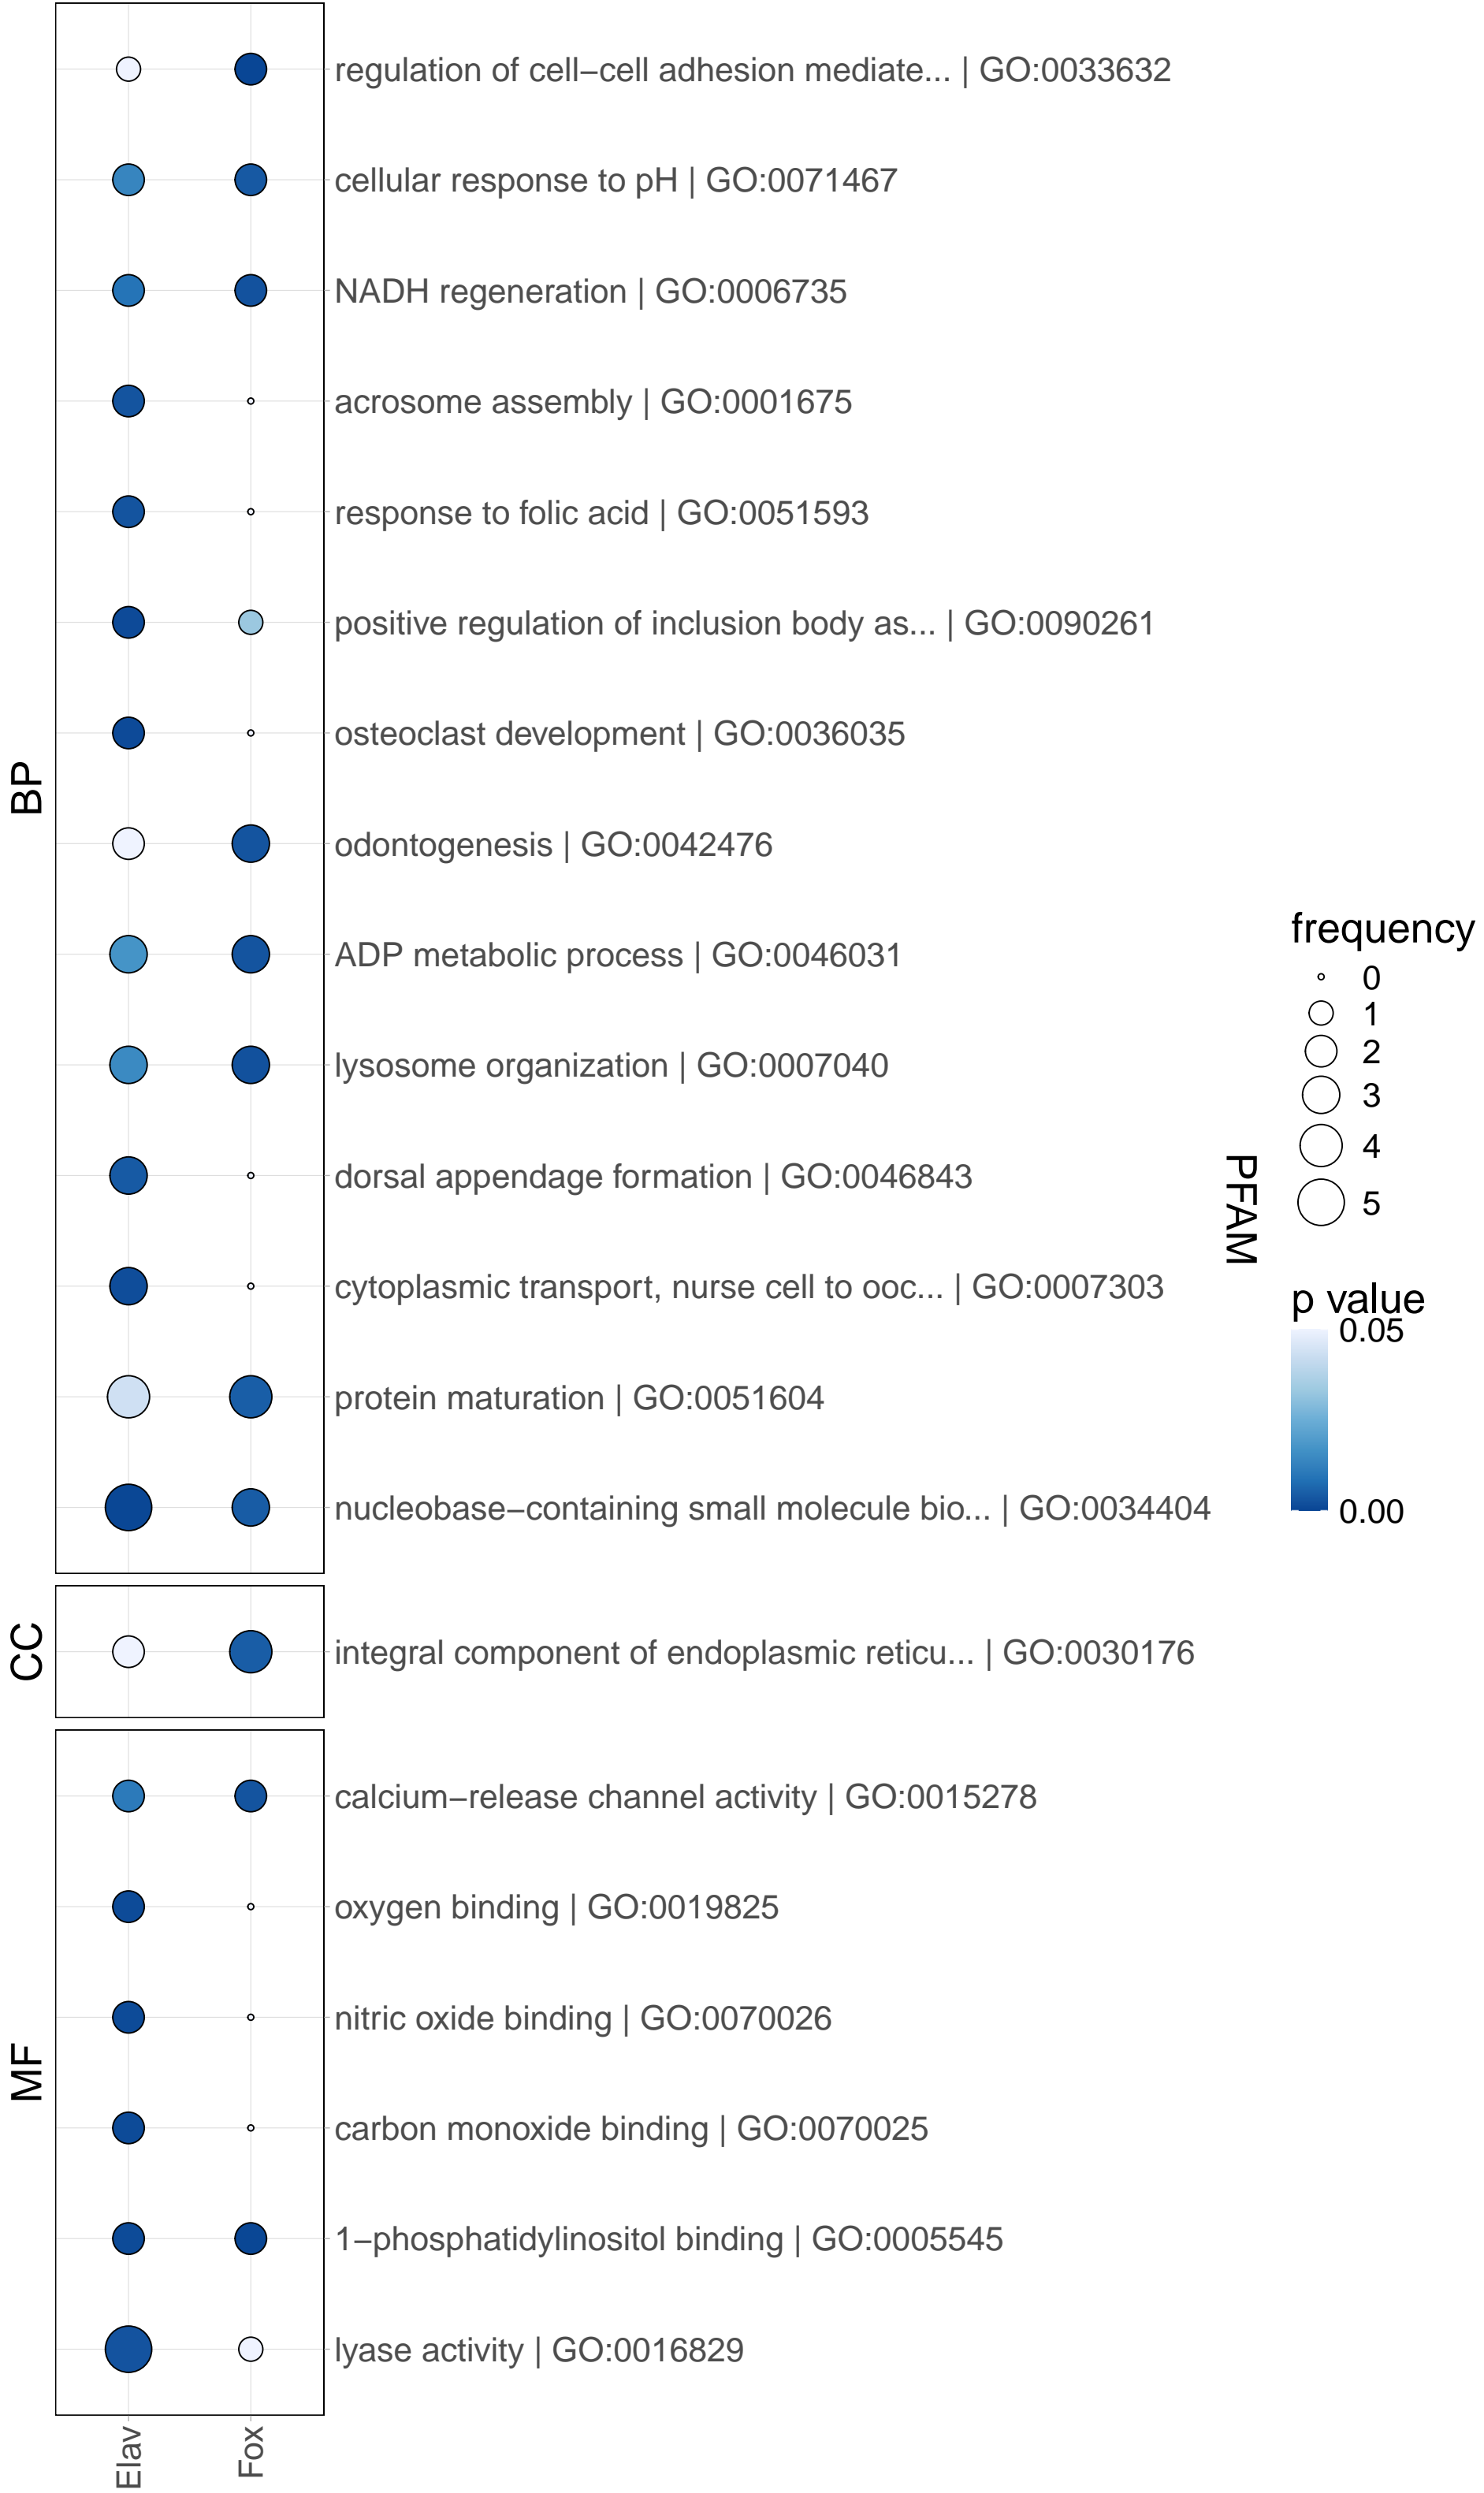 BP
regulation of cell−cell adhesion mediate... | GO:0033632
cellular response to pH | GO:0071467
NADH regeneration | GO:0006735
acrosome assembly | GO:0001675
response to folic acid | GO:0051593
positive regulation of inclusion body as... | GO:0090261
osteoclast development | GO:0036035
odontogenesis | GO:0042476
ADP metabolic process | GO:0046031
lysosome organization | GO:0007040
dorsal appendage formation | GO:0046843
cytoplasmic transport, nurse cell to ooc... | GO:0007303
protein maturation | GO:0051604
nucleobase−containing small molecule bio... | GO:0034404
CC
integral component of endoplasmic reticu... | GO:0030176
MF
calcium−release channel activity | GO:0015278
oxygen binding | GO:0019825
nitric oxide binding | GO:0070026
carbon monoxide binding | GO:0070025
1−phosphatidylinositol binding | GO:0005545
lyase activity | GO:0016829
Elav
Fox
PFAM
frequency
0
1
2
3
4
5
p value
0.05
0.00